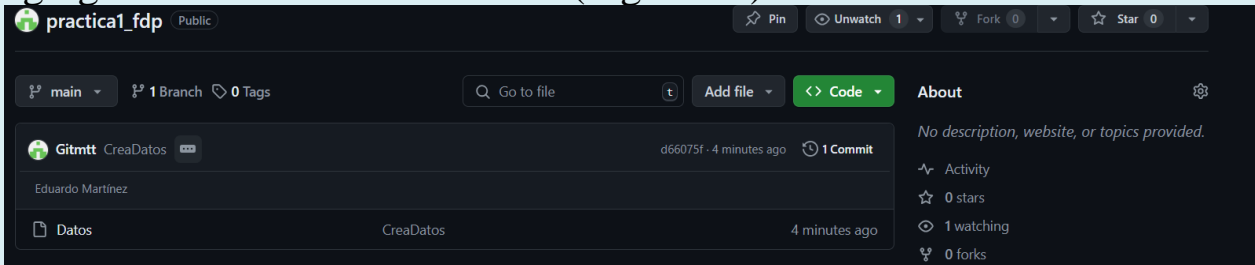 practica1_fdp Public Pin Unwatch 1 Fork 0 Star 0
main 1 Branch 0 Tags Go to file t Add file Code About
No description, website, or topics provided.
Gitmtt CreaDatos d66075f · 4 minutes ago 1 Commit
Activity
Eduardo Martínez
0 stars
1 watching
Datos CreaDatos 4 minutes ago
0 forks